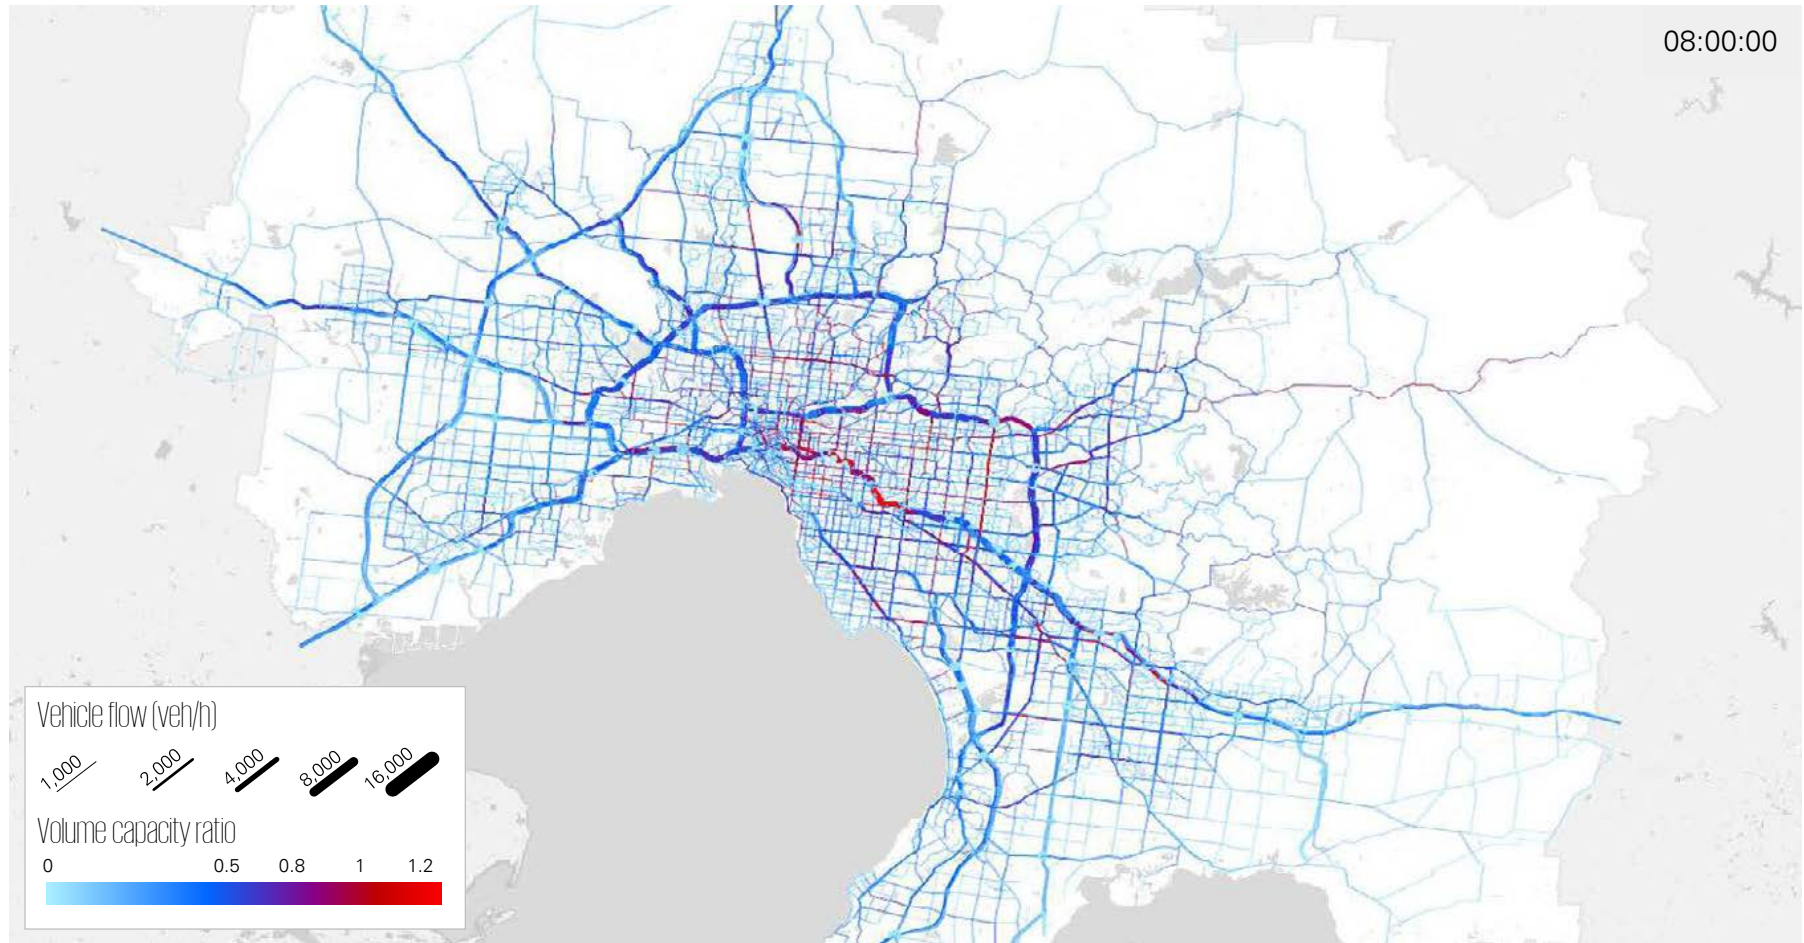 08:00:00
Vehicle flow (veh/h)
1,000 2,000 4,000 8,000 16,000
Volume capacity ratio
0 0.5 0.8 1 1.2